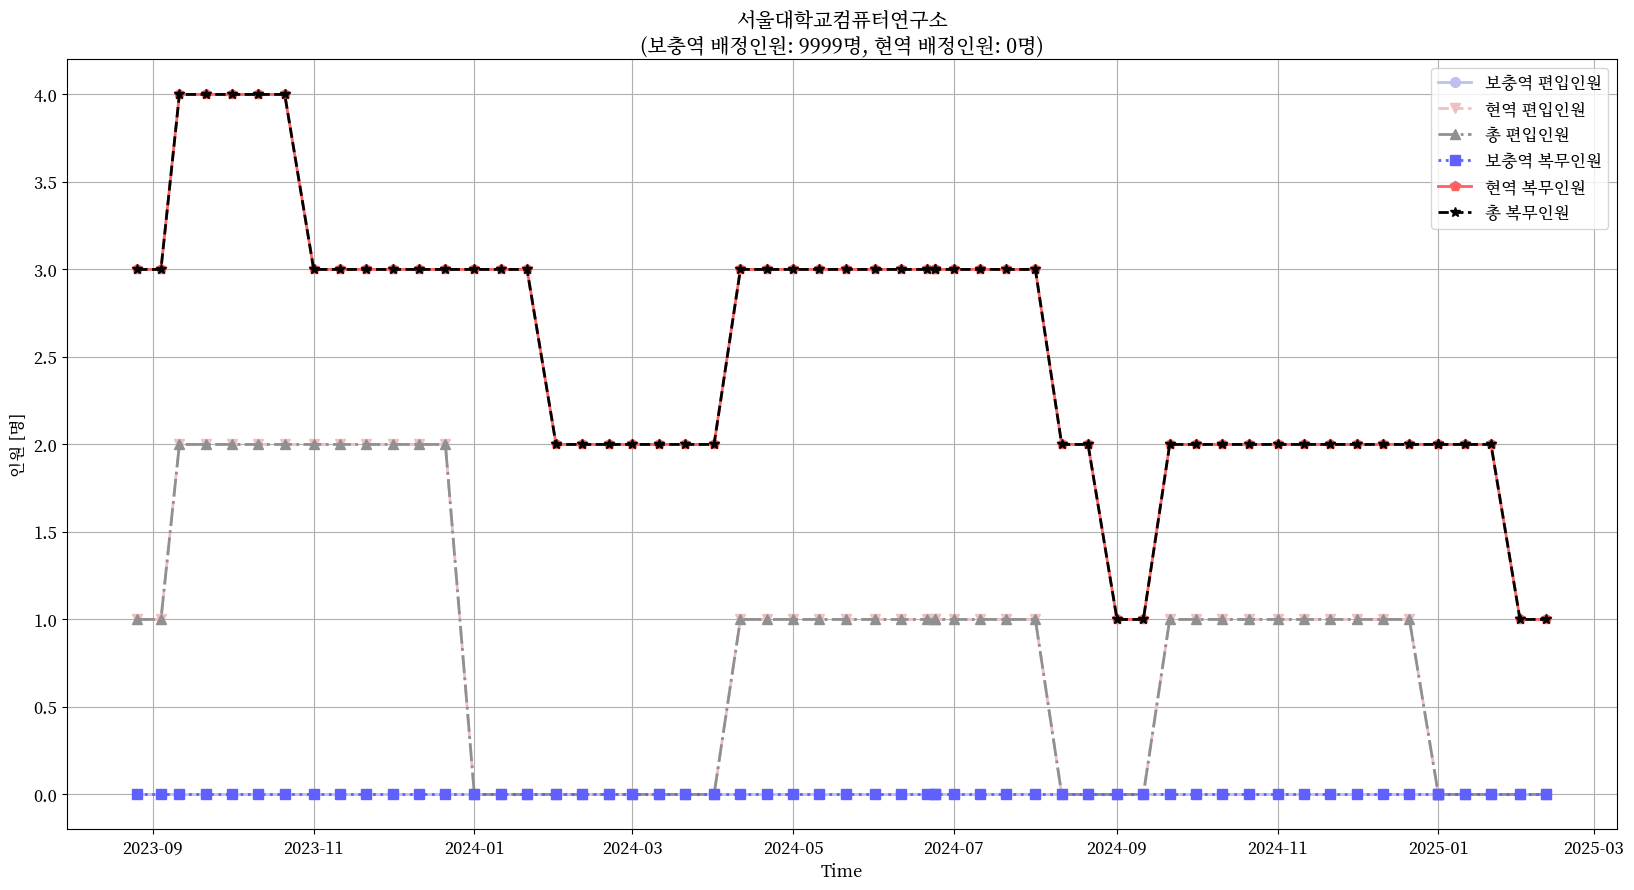 서울대학교컴퓨터연구소
(보충역 배정인원: 9999명, 현역 배정인원: 0명)
보충역 편입인원
현역 편입인원
총 편입인원
보충역 복무인원
현역 복무인원
총 복무인원
인원 [명]
4.0
3.5
3.0
2.5
2.0
1.5
1.0
0.5
0.0
2023-09 2023-11 2024-01 2024-03 2024-05 2024-07 2024-09 2024-11 2025-01 2025-03
Time